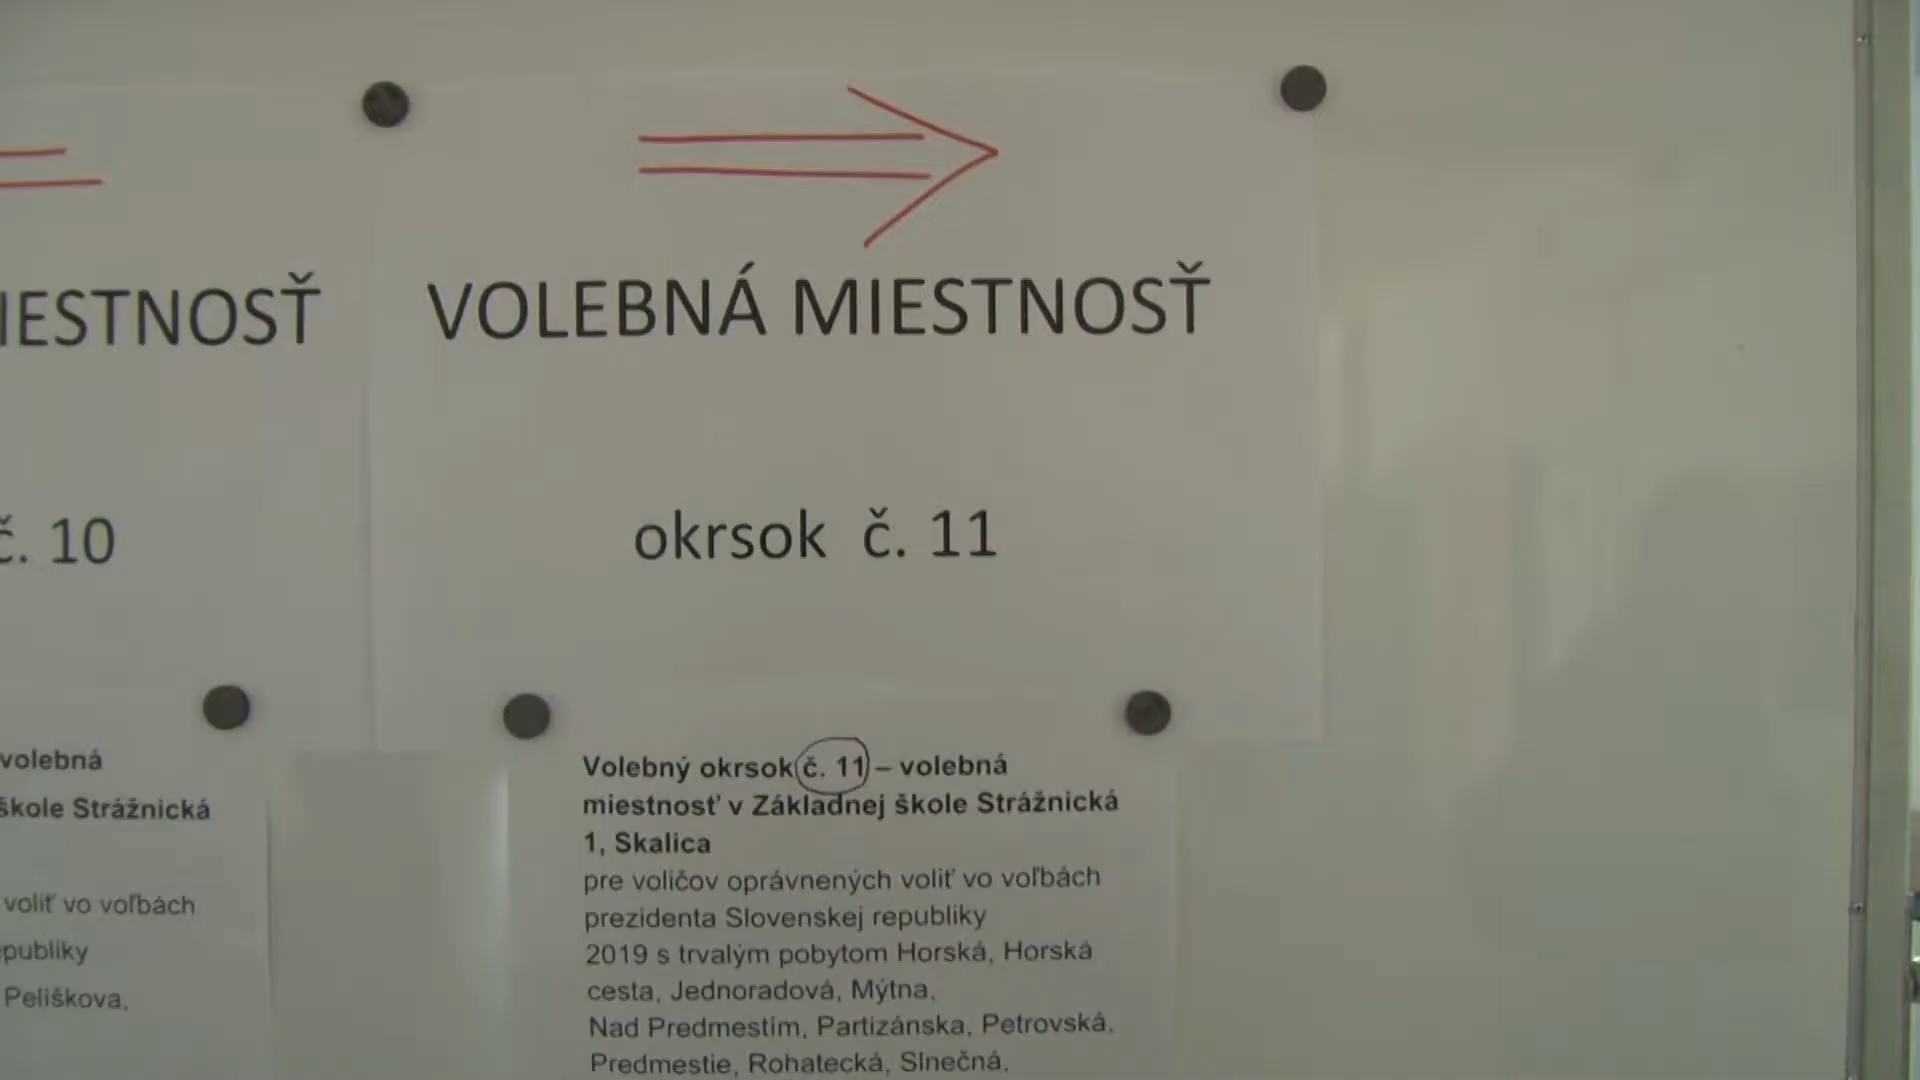 IESTNOSŤ
č. 10
volebná
škole Strážnická
voliť vo voľbách
publiky
Peliškova,
VOLEBNÁ MIESTNOSŤ
okrsok č. 11
Volebný okrsok č. 11 – volebná
miestnosť v Základnej škole Strážnická
1, Skalica
pre voličov oprávnených voliť vo voľbách
prezidenta Slovenskej republiky
2019 s trvalým pobytom Horská, Horská
cesta, Jednoradová, Mýtna,
Nad Predmestím, Partizánska, Petrovská,
Predmestie, Rohatecká, Slnečná,